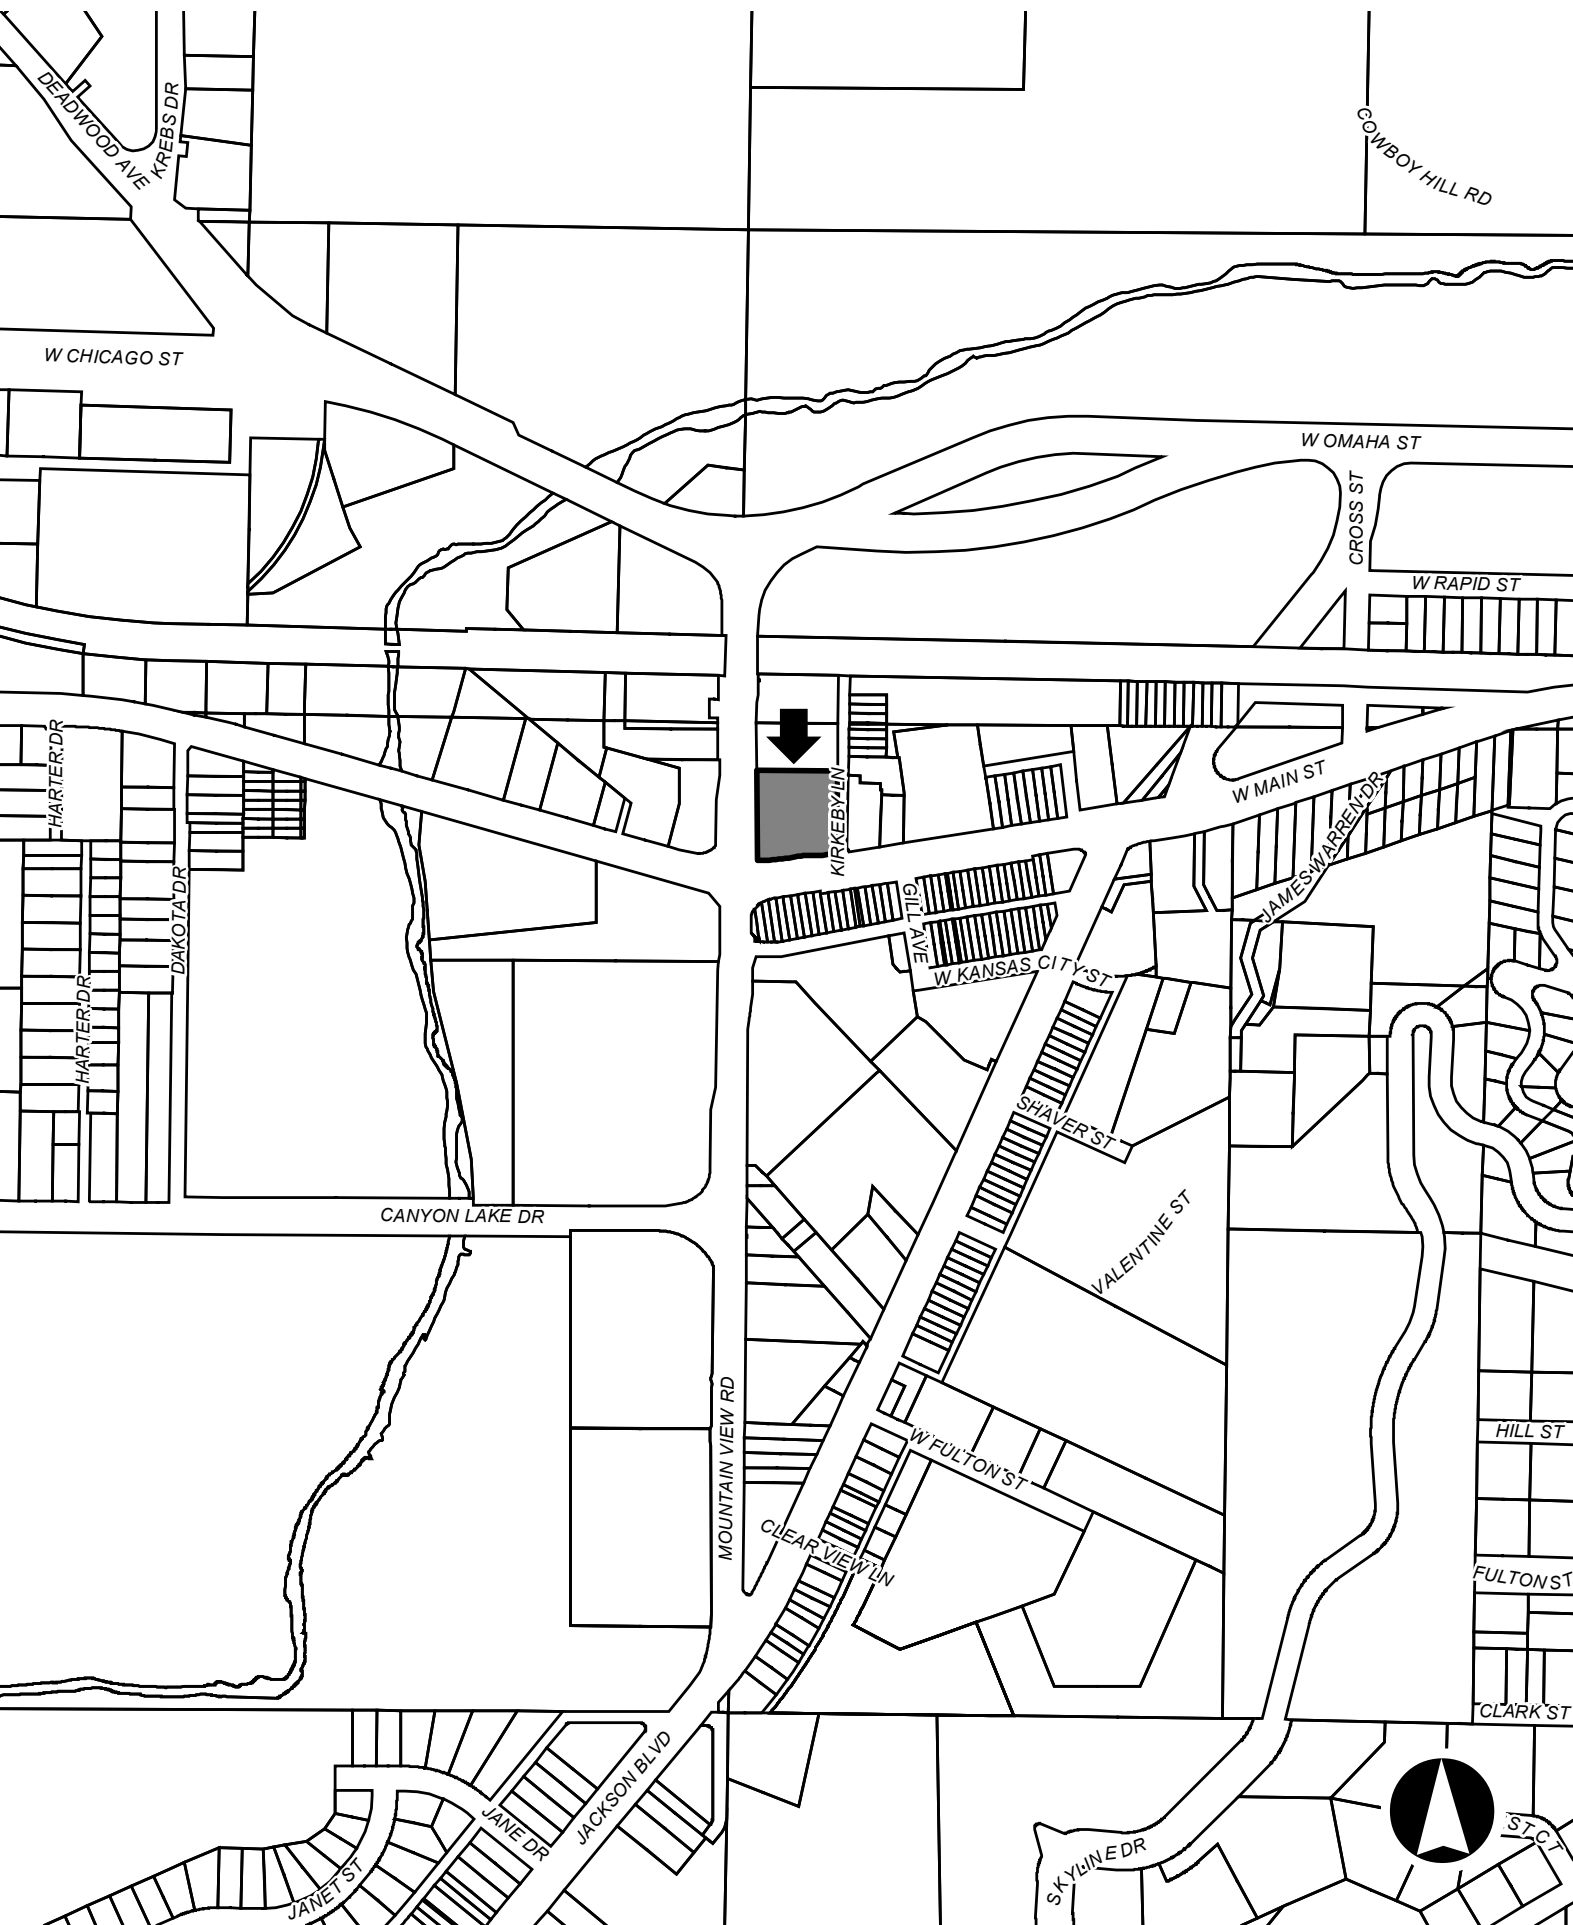 DEADWOOD AVE
KREBS DR
COWBOY HILL RD
W CHICAGO ST
W OMAHA ST
CROSS ST
W RAPID ST
HARTER DR
KIRKEBY LN
W MAIN ST
JAMES WARREN DR
DAKOTA DR
GILL AVE
W KANSAS CITY ST
HARTER DR
SHAVER ST
CANYON LAKE DR
VALENTINE ST
MOUNTAIN VIEW RD
W FULTON ST
HILL ST
CLEAR VIEW LN
FULTON ST
CLARK ST
JACKSON BLVD
JANE DR
JANET ST
SKYLINE DR
ST CT